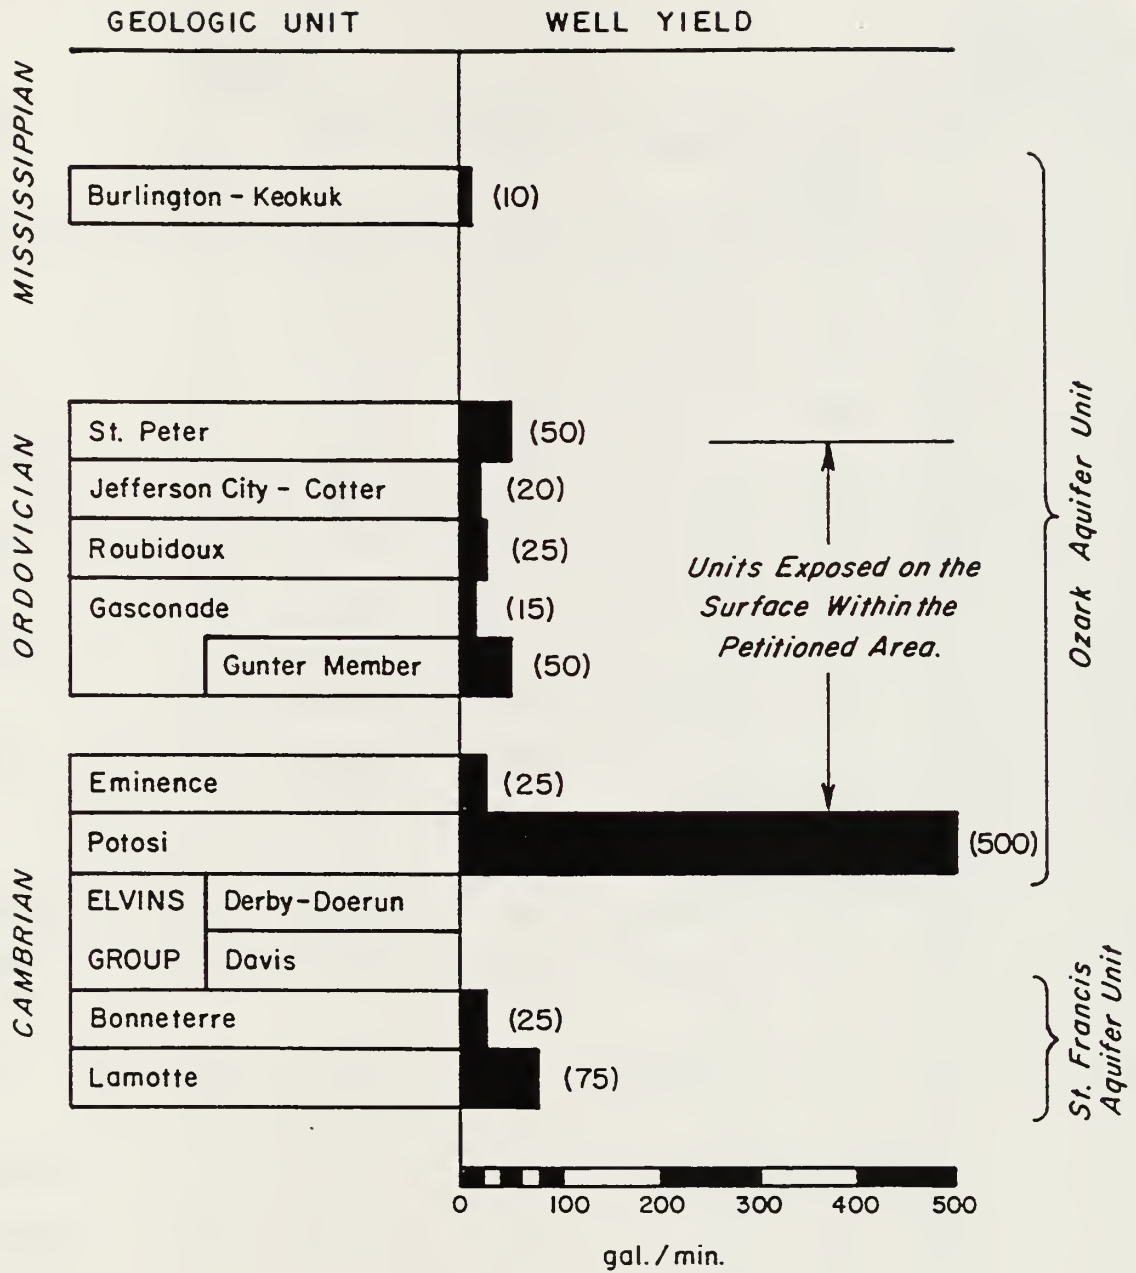 GEOLOGIC UNIT
WELL YIELD
MISSISSIPPIAN
Burlington - Keokuk
(10)
ORDOVICIAN
St. Peter
(50)
Jefferson City - Cotter
(20)
Roubidoux
(25)
Gasconade
(15)
Gunter Member
(50)
Units Exposed on the
Surface Within the
Petitioned Area.
Ozark Aquifer Unit
CAMBRIAN
Eminence
(25)
Potosi
(500)
ELVINS
GROUP
Derby-Doerun
Davis
Bonneterre
(25)
Lamotte
(75)
St. Francis
Aquifer Unit
0 100 200 300 400 500
gal./min.